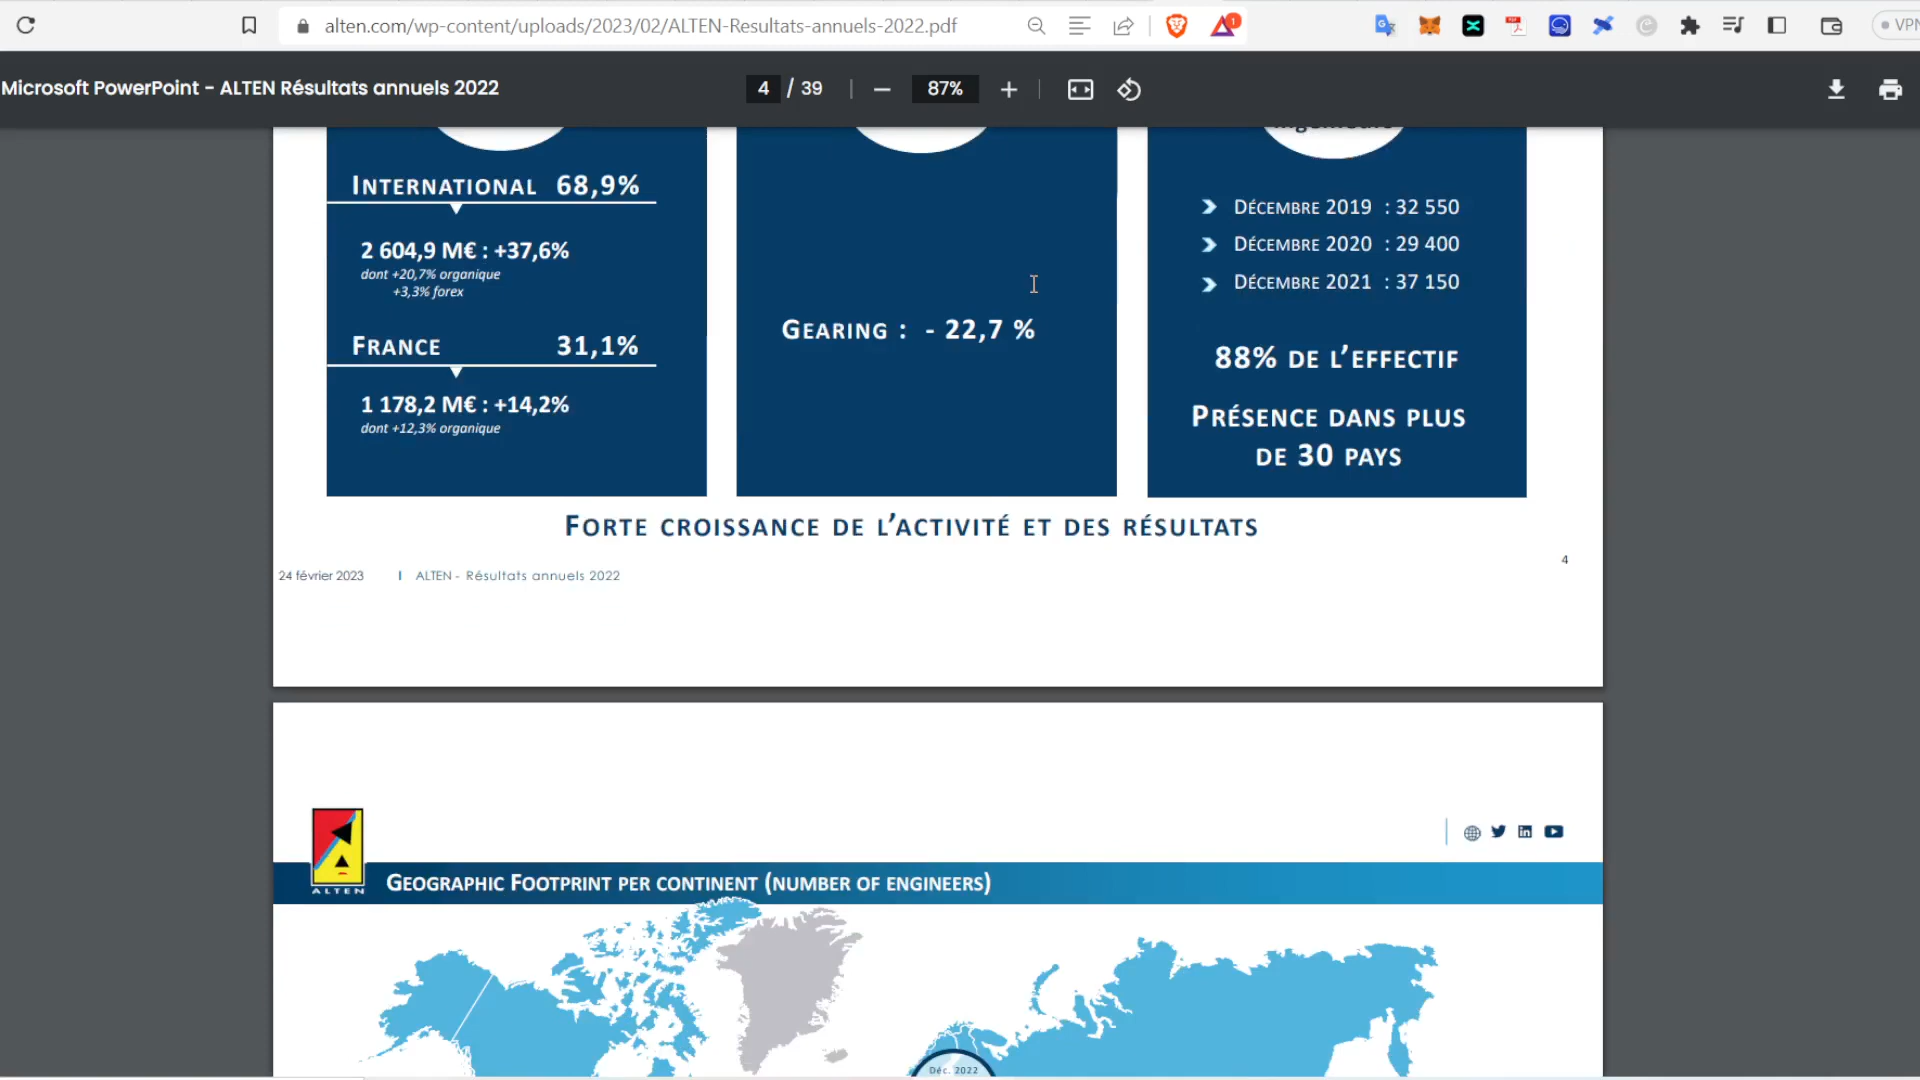 alten.com/wp-content/uploads/2023/02/ALTEN-Resultats-annuels-2022.pdf
1
VPN
Microsoft PowerPoint - ALTEN Résultats annuels 2022
4 / 39
87%
INTERNATIONAL 68,9%
2 604,9 M€ : +37,6%
dont +20,7% organique
+3,3% forex
FRANCE 31,1%
1 178,2 M€ : +14,2%
dont +12,3% organique
GEARING : - 22,7 %
DÉCEMBRE 2019 : 32 550
DÉCEMBRE 2020 : 29 400
DÉCEMBRE 2021 : 37 150
88% DE L'EFFECTIF
PRÉSENCE DANS PLUS
DE 30 PAYS
FORTE CROISSANCE DE L'ACTIVITÉ ET DES RÉSULTATS
4
24 février 2023 | ALTEN - Résultats annuels 2022
ALTEN
GEOGRAPHIC FOOTPRINT PER CONTINENT (NUMBER OF ENGINEERS)
Déc. 2022